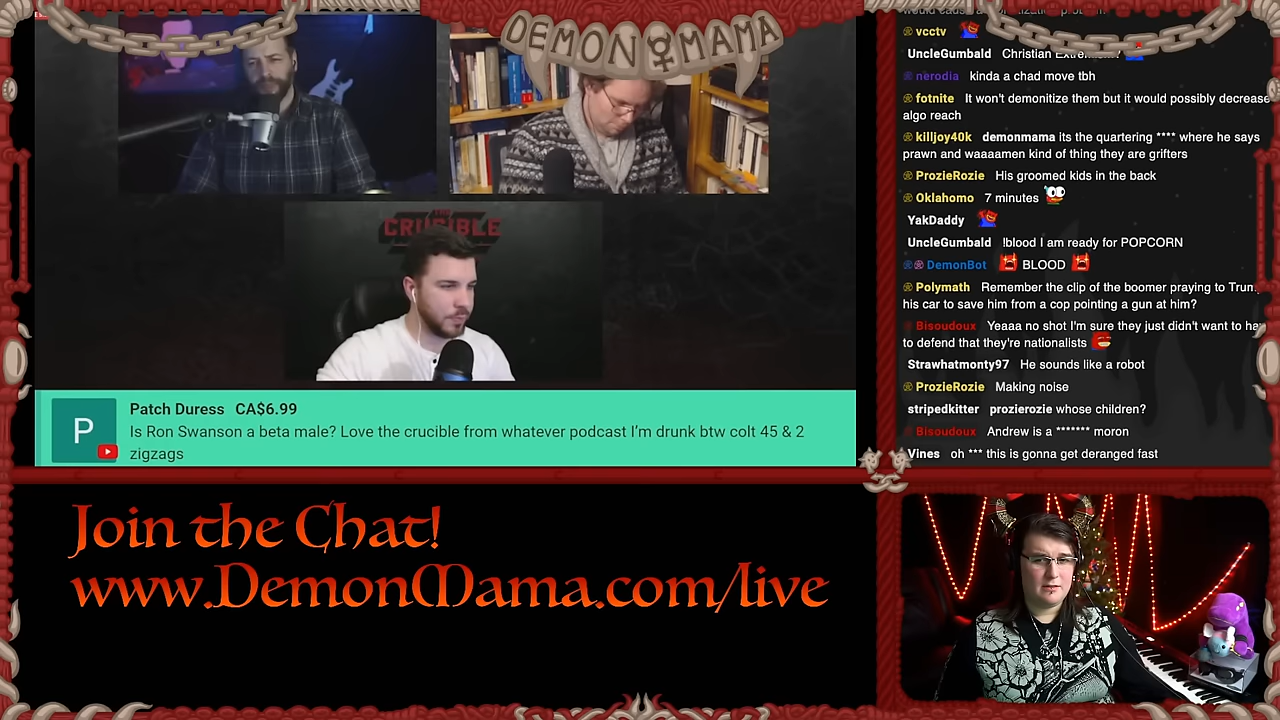 DEMON MAMA
THE
CRUCIBLE
P
Patch Duress CA$6.99
Is Ron Swanson a beta male? Love the crucible from whatever podcast I'm drunk btw colt 45 & 2
zigzags
Join the Chat!
www.DemonMama.com/live
vcctv
UncleGumbald Christian
nerodia kinda a chad move tbh
fotnite It won't demonitize them but it would possibly decrease
algo reach
killjoy40k demonmama its the quartering **** where he says
prawn and waaaamen kind of thing they are grifters
ProzieRozie His groomed kids in the back
Oklahomo 7 minutes
YakDaddy
UncleGumbald !blood I am ready for POPCORN
DemonBot BLOOD
Polymath Remember the clip of the boomer praying to Trum
his car to save him from a cop pointing a gun at him?
Bisoudoux Yeaaa no shot I'm sure they just didn't want to ha
to defend that they're nationalists
Strawhatmonty97 He sounds like a robot
ProzieRozie Making noise
stripedkitter prozierozie whose children?
Bisoudoux Andrew is a ******* moron
Vines oh *** this is gonna get deranged fast